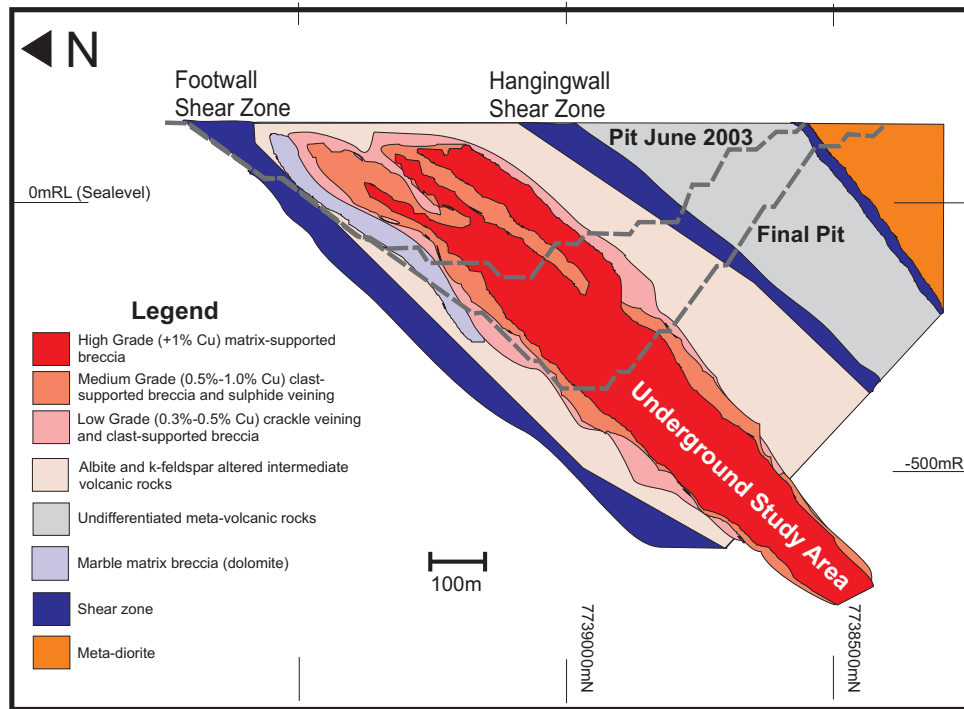 N
Footwall
Shear Zone
Hangingwall
Shear Zone
Pit June 2003
0mRL (Sealevel)
Final Pit
Legend
High Grade (+1% Cu) matrix-supported
breccia
Medium Grade (0.5%-1.0% Cu) clast-
supported breccia and sulphide veining
Low Grade (0.3%-0.5% Cu) crackle veining
and clast-supported breccia
Albite and k-feldspar altered intermediate
volcanic rocks
Undifferentiated meta-volcanic rocks
Marble matrix breccia (dolomite)
Shear zone
Meta-diorite
Underground Study Area
-500mR
100m
7739000mN
7738500mN